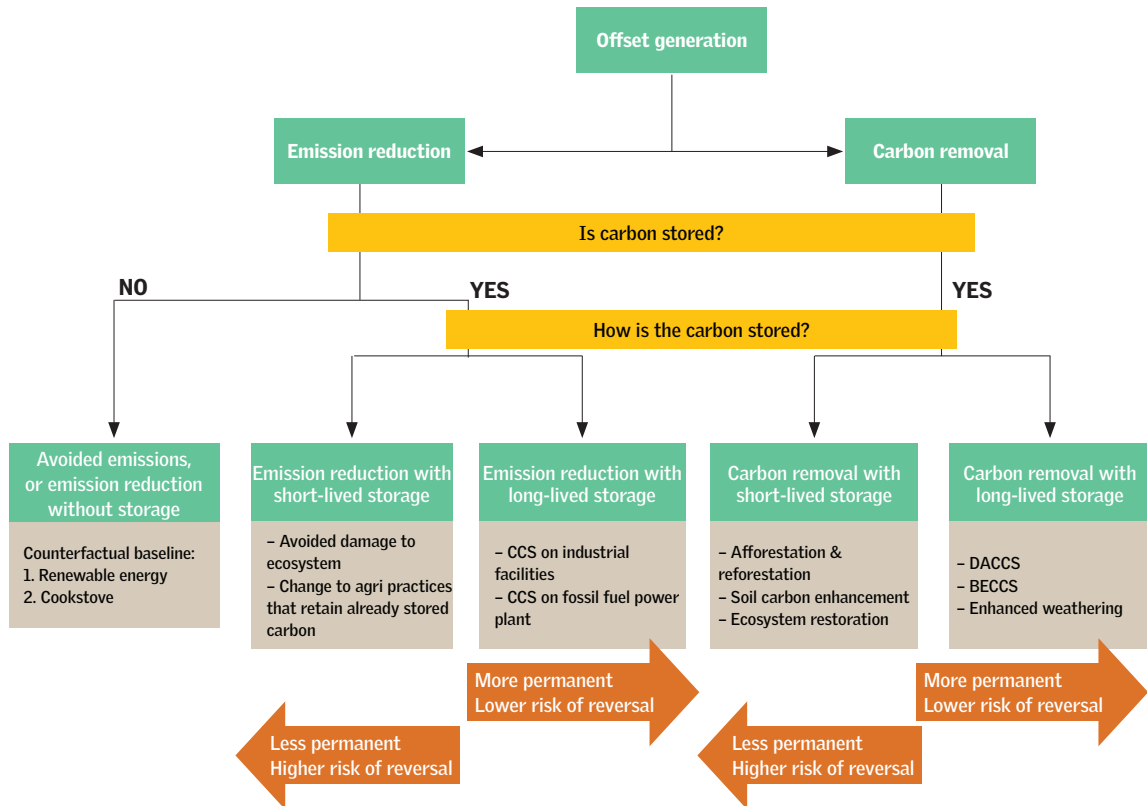 Offset generation
Emission reduction
Carbon removal
Is carbon stored?
NO
YES
YES
How is the carbon stored?
Avoided emissions,
or emission reduction
without storage
Counterfactual baseline:
1. Renewable energy
2. Cookstove
Emission reduction with
short-lived storage
– Avoided damage to
ecosystem
– Change to agri practices
that retain already stored
carbon
Emission reduction with
long-lived storage
– CCS on industrial
facilities
– CCS on fossil fuel power
plant
Carbon removal with
short-lived storage
– Afforestation &
reforestation
– Soil carbon enhancement
– Ecosystem restoration
Carbon removal with
long-lived storage
– DACCS
– BECCS
– Enhanced weathering
More permanent
Lower risk of reversal
More permanent
Lower risk of reversal
Less permanent
Higher risk of reversal
Less permanent
Higher risk of reversal